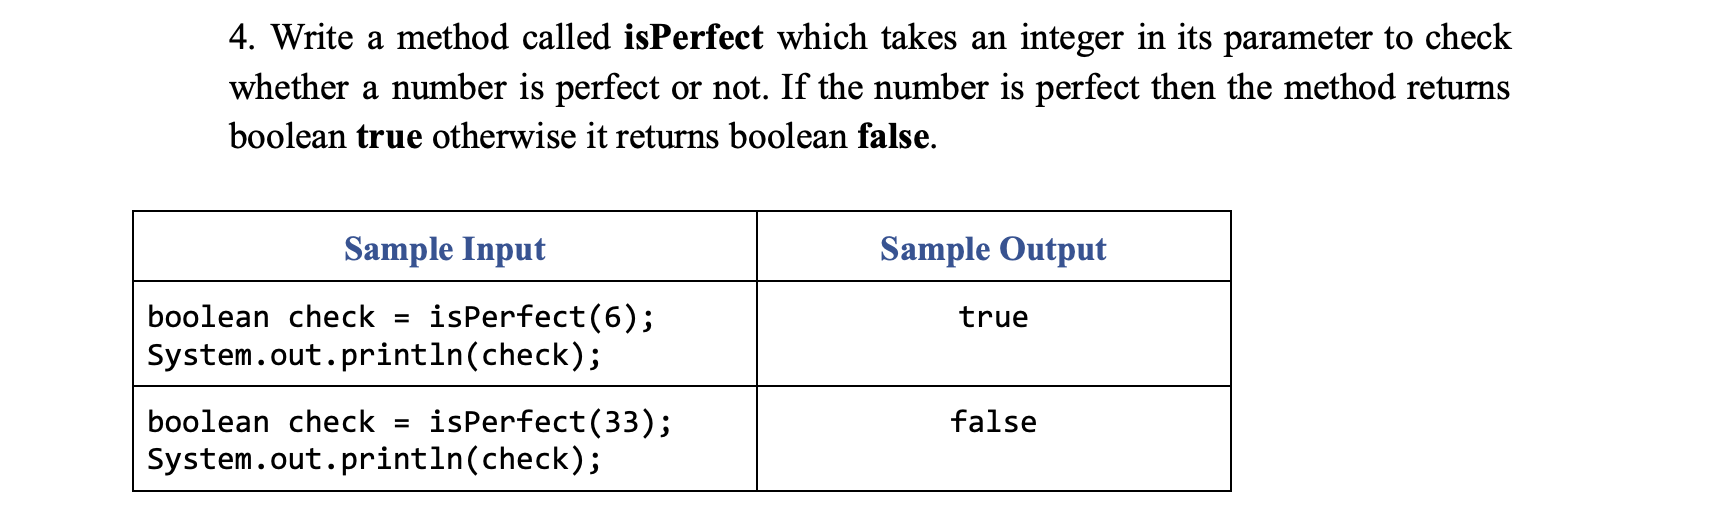 4. Write a method called isPerfect which takes an integer in its parameter to check
whether a number is perfect or not. If the number is perfect then the method returns
boolean true otherwise it returns boolean false.
Sample Input
Sample Output
boolean check = isPerfect(6);
System.out.println(check);
true
boolean check = isPerfect(33);
System.out.println(check);
false